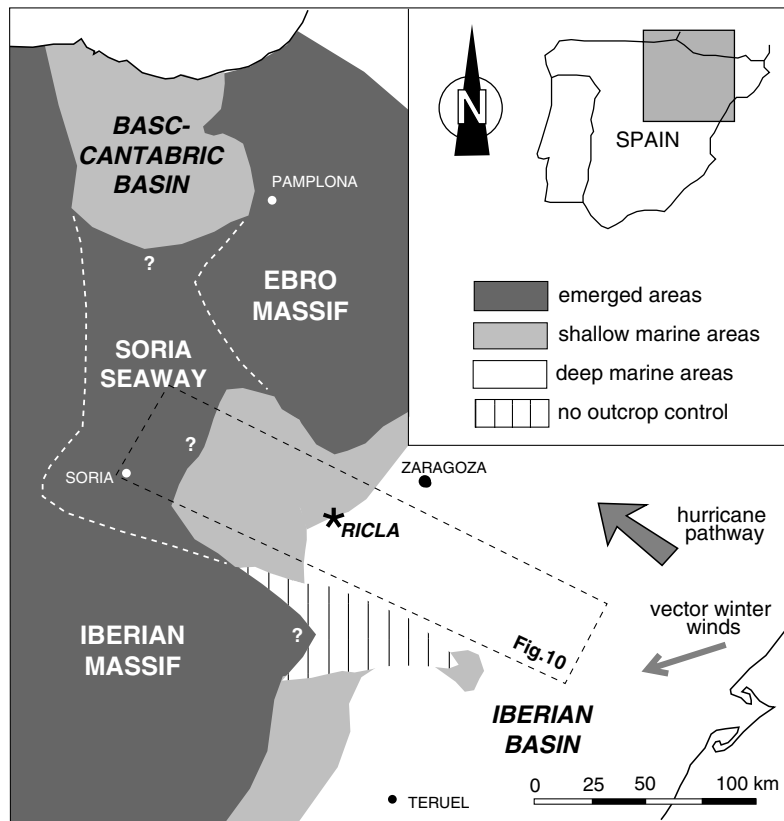 BASC-
CANTABRIC
BASIN
PAMPLONA
?
EBRO
MASSIF
SORIA
SEAWAY
?
SORIA
ZARAGOZA
*
RICLA
IBERIAN
MASSIF
?
Fig.10
IBERIAN
BASIN
TERUEL
N
SPAIN
emerged areas
shallow marine areas
deep marine areas
no outcrop control
hurricane
pathway
vector winter
winds
0 25 50 100 km